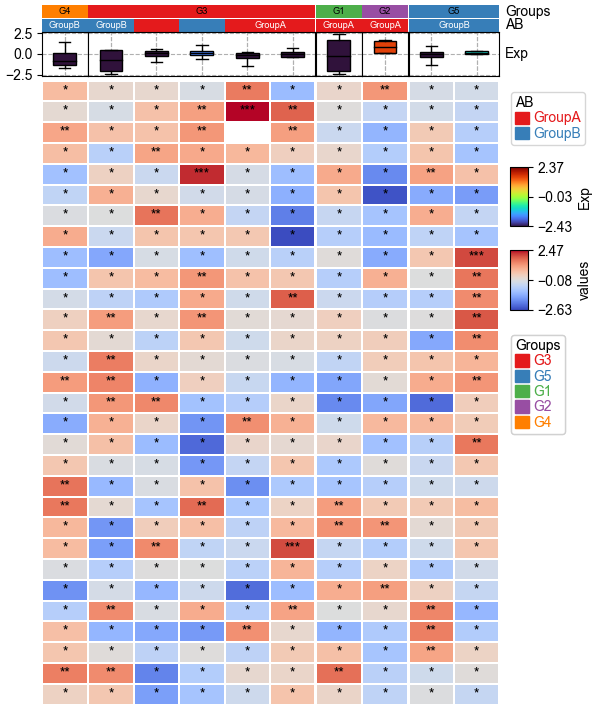 G4 G3 G1 G2 G5 Groups
GroupB GroupB GroupA GroupA GroupA GroupB AB
2.5
0.0
−2.5
Exp
* * * * ** * * ** * *
* * * ** *** ** * * * *
** * * ** ** * * * *
* * ** * * * * * * *
* * * *** * * * * ** *
* * * * * * * * * *
* * ** * * * * * * *
* * * * * * * * * *
* * * * * * * * * ***
* * * ** * * * * * **
* * * * * ** * * * **
* ** * ** * * * * * **
* * * * * * * * * **
* ** * * * * * * * *
** ** * * * * * * * **
* ** ** * * * * * * *
* * * * ** * * * * *
* * * * * * * * * **
* * * * * * * * * *
** * * * * * * * * *
** * * ** * * ** * * *
* * * * * * ** ** * *
* * ** * * *** * * * *
* * * * * * * * * *
* * * * * * * ** * *
* ** * * * ** * * ** *
* * * * ** * * * ** *
* * * * * * * * ** *
** ** * * * * ** * * *
* * * * * * * * * *
AB
GroupA
GroupB
2.37
−0.03
−2.43
Exp
2.47
−0.08
−2.63
values
Groups
G3
G5
G1
G2
G4